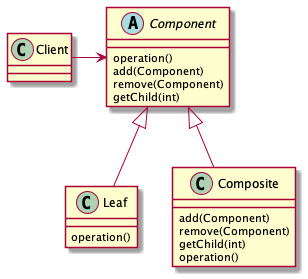 C Client
A Component
operation()
add(Component)
remove(Component)
getChild(int)
C Leaf
operation()
C Composite
add(Component)
remove(Component)
getChild(int)
operation()